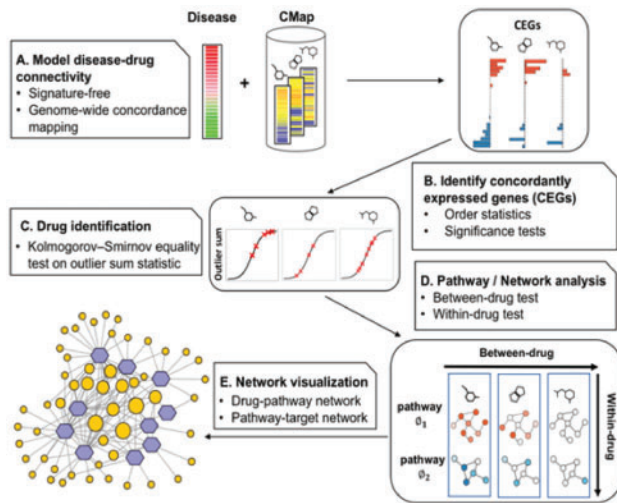 Disease
CMap
CEGs
A. Model disease-drug
connectivity
• Signature-free
• Genome-wide concordance
mapping
+
B. Identify concordantly
expressed genes (CEGs)
• Order statistics
• Significance tests
C. Drug identification
• Kolmogorov–Smirnov equality
test on outlier sum statistic
Outlier sum
D. Pathway / Network analysis
• Between-drug test
• Within-drug test
E. Network visualization
• Drug-pathway network
• Pathway-target network
Between-drug
Within-drug
pathway
∅1
pathway
∅2